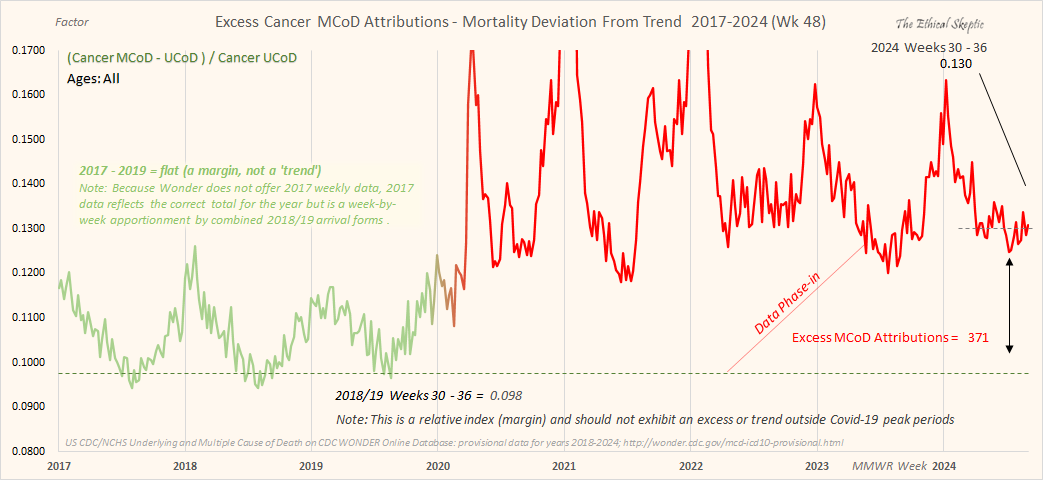 Factor
Excess Cancer MCoD Attributions - Mortality Deviation From Trend 2017-2024 (Wk 48)
The Ethical Skeptic
2024 Weeks 30 - 36
0.130
(Cancer MCoD - UCoD ) / Cancer UCoD
Ages: All
0.1700
0.1600
0.1500
0.1400
0.1300
0.1200
0.1100
0.1000
0.0900
0.0800
2017 - 2019 = flat (a margin, not a 'trend')
Note: Because Wonder does not offer 2017 weekly data, 2017
data reflects the correct total for the year but is a week-by-
week apportionment by combined 2018/19 arrival forms .
Data Phase-in
Excess MCoD Attributions = 371
2018/19 Weeks 30 - 36 = 0.098
Note: This is a relative index (margin) and should not exhibit an excess or trend outside Covid-19 peak periods
US CDC/NCHS Underlying and Multiple Cause of Death on CDC WONDER Online Database: provisional data for years 2018-2024; http://wonder.cdc.gov/mcd-icd10-provisional.html
2017
2018
2019
2020
2021
2022
2023
MMWR Week
2024